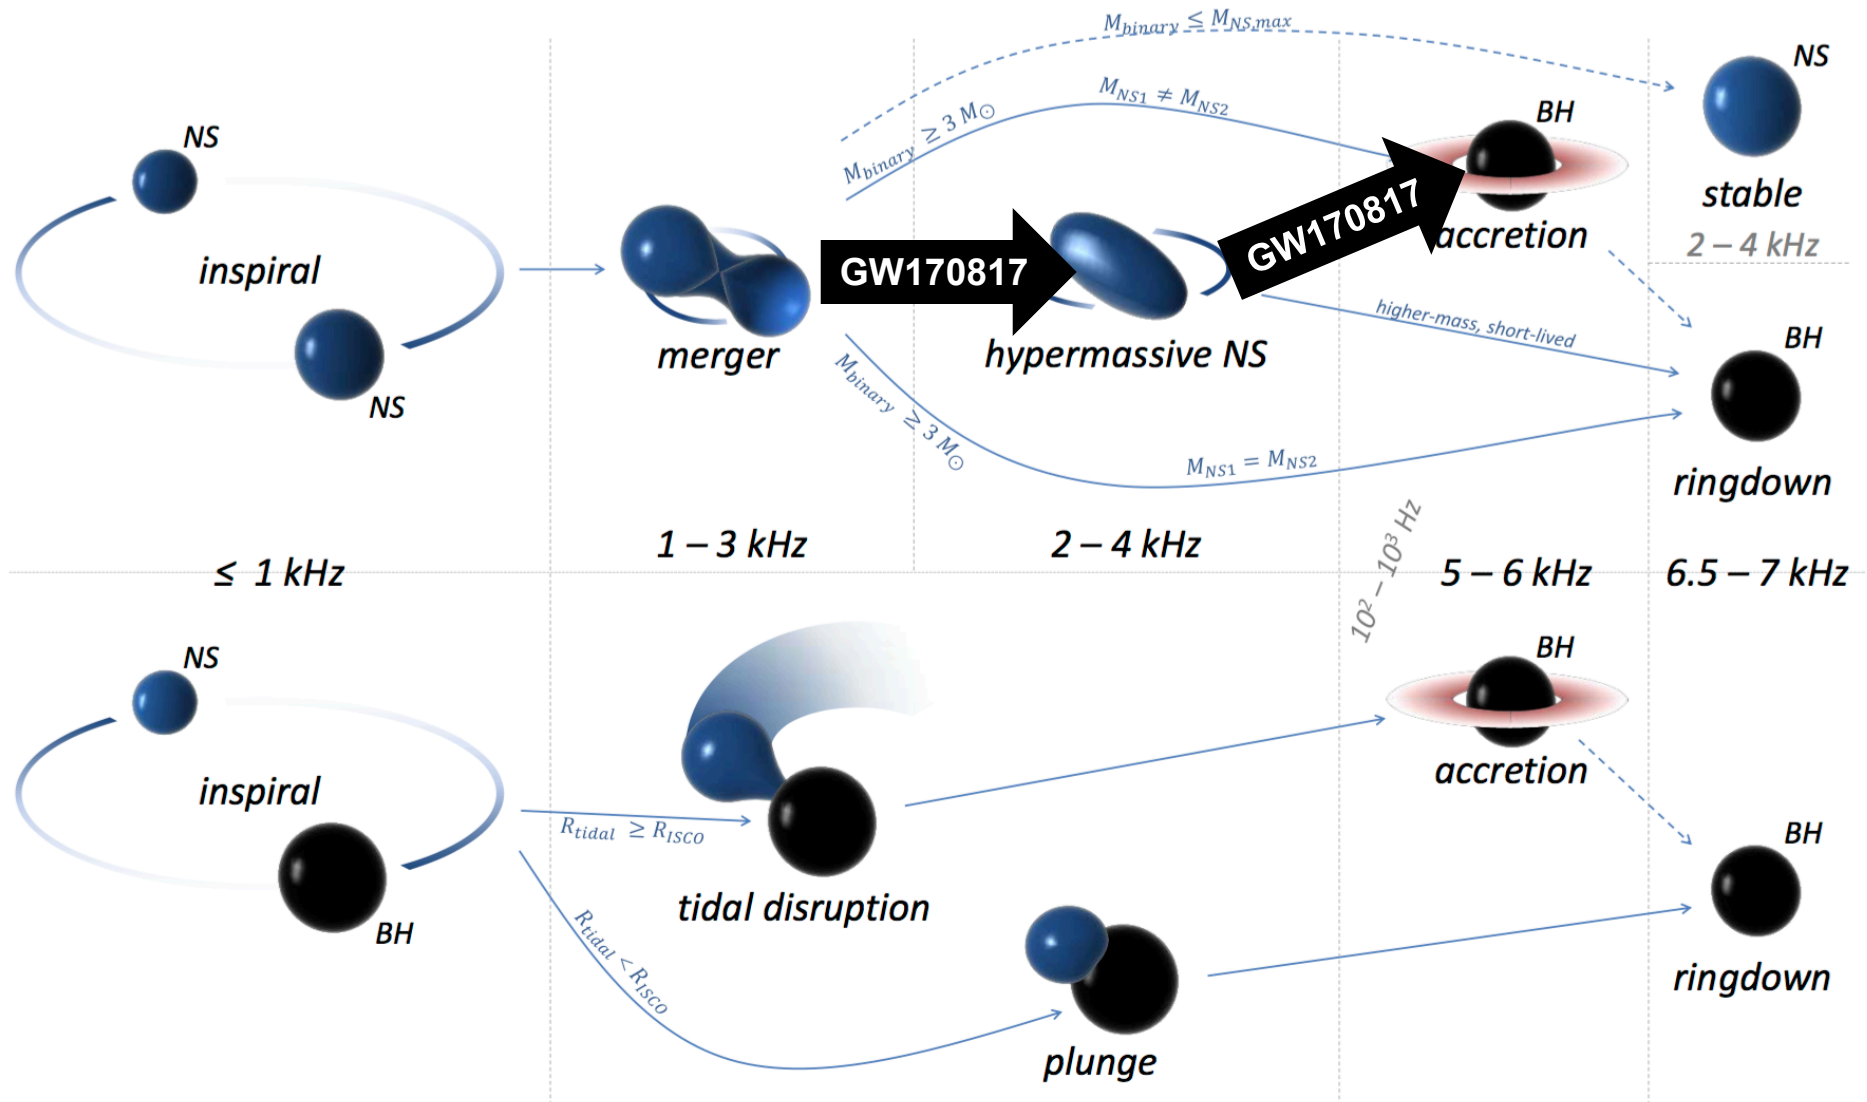 M_binary ≤ M_NS,max
NS
stable
2 – 4 kHz
M_binary ≥ 3 M_⊙
M_NS1 ≠ M_NS2
BH
accretion
NS
inspiral
NS
merger
GW170817
hypermassive NS
GW170817
higher-mass, short-lived
BH
ringdown
M_binary ≥ 3 M_⊙
M_NS1 = M_NS2
≤ 1 kHz
1 – 3 kHz
2 – 4 kHz
10² – 10³ Hz
5 – 6 kHz
6.5 – 7 kHz
NS
inspiral
BH
R_tidal ≥ R_ISCO
tidal disruption
BH
accretion
R_tidal < R_ISCO
plunge
BH
ringdown